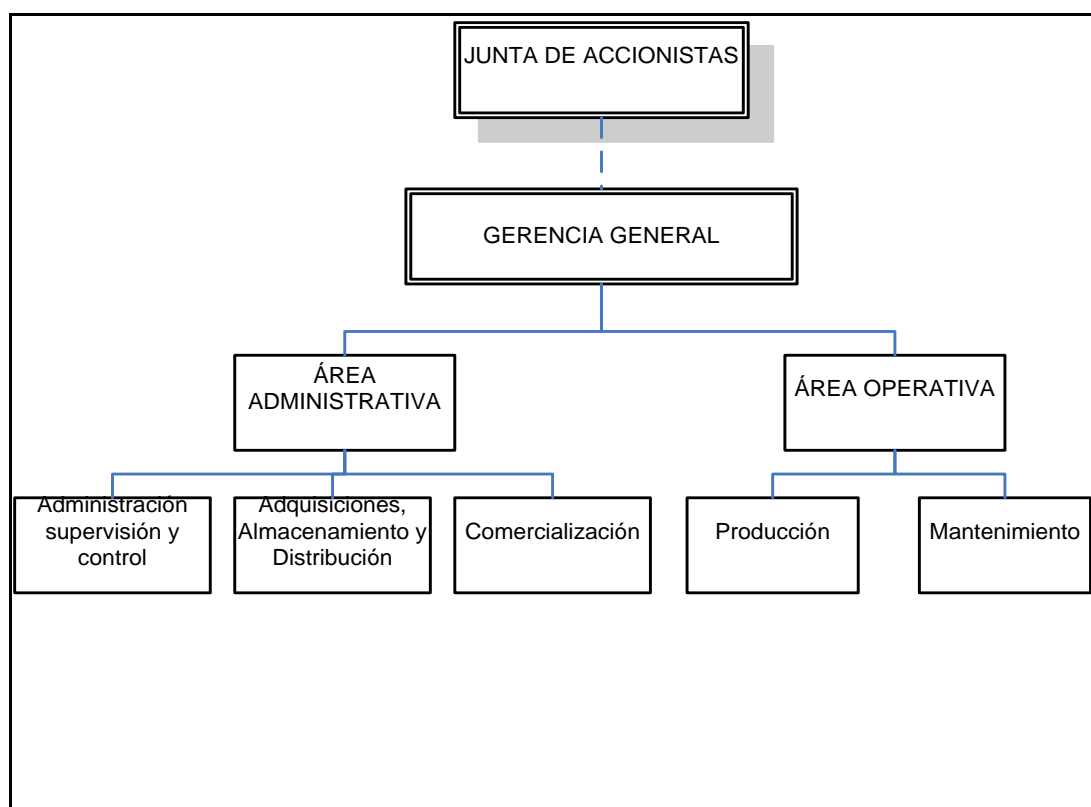 JUNTA DE ACCIONISTAS
GERENCIA GENERAL
ÁREA
ADMINISTRATIVA
ÁREA OPERATIVA
Administración
supervisión y
control
Adquisiciones,
Almacenamiento y
Distribución
Comercialización
Producción
Mantenimiento